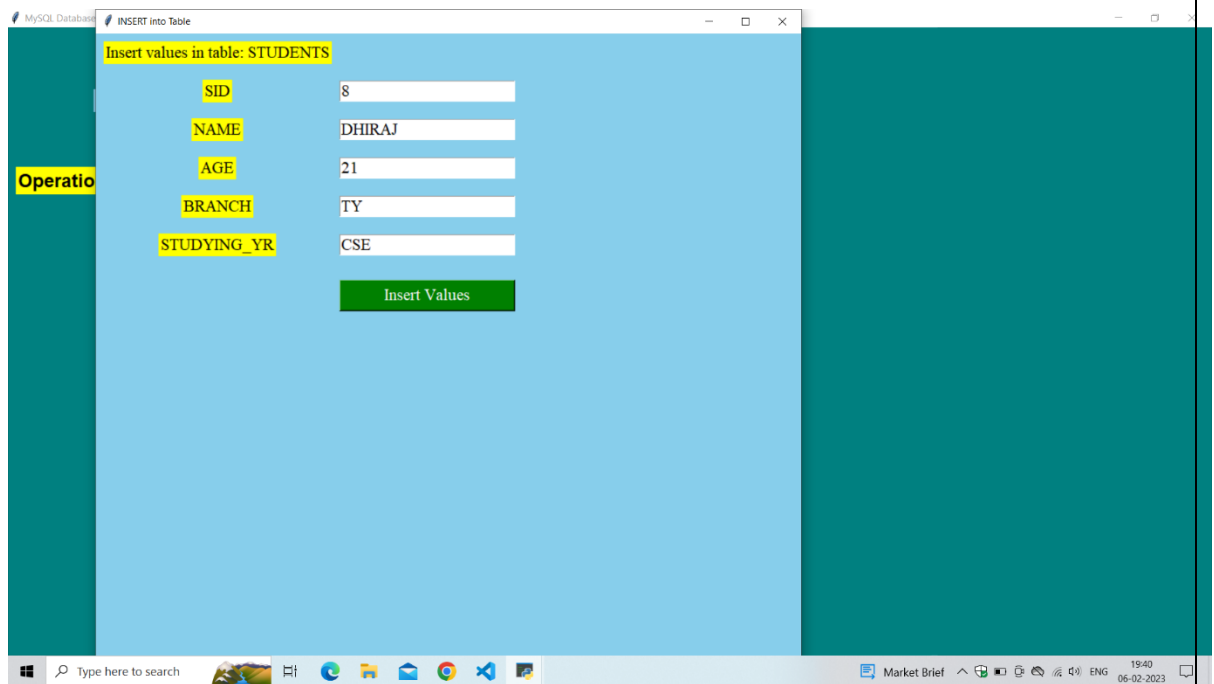 MySQL Database
INSERT into Table
Insert values in table: STUDENTS
SID 8
NAME DHIRAJ
AGE 21
BRANCH TY
STUDYING_YR CSE
Operatio
Insert Values
Type here to search
Market Brief
ENG
19:40
06-02-2023